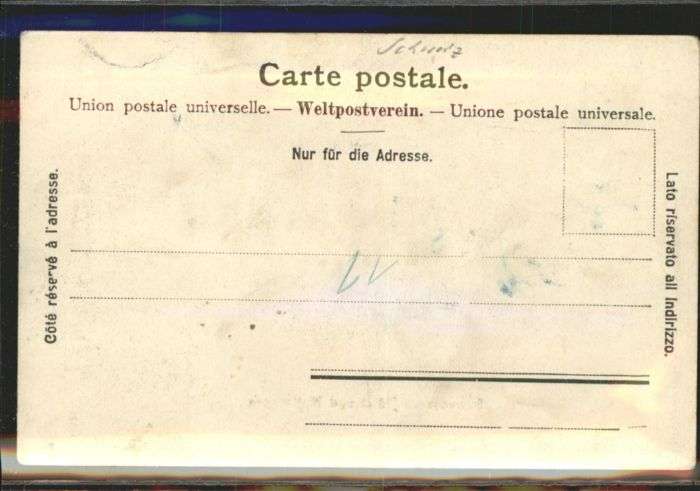 Schweiz
Carte postale.
Union postale universelle. — Weltpostverein. — Unione postale universale.
Nur für die Adresse.
Côté réservé à l'adresse.
Lato riservato all Indirizzo.